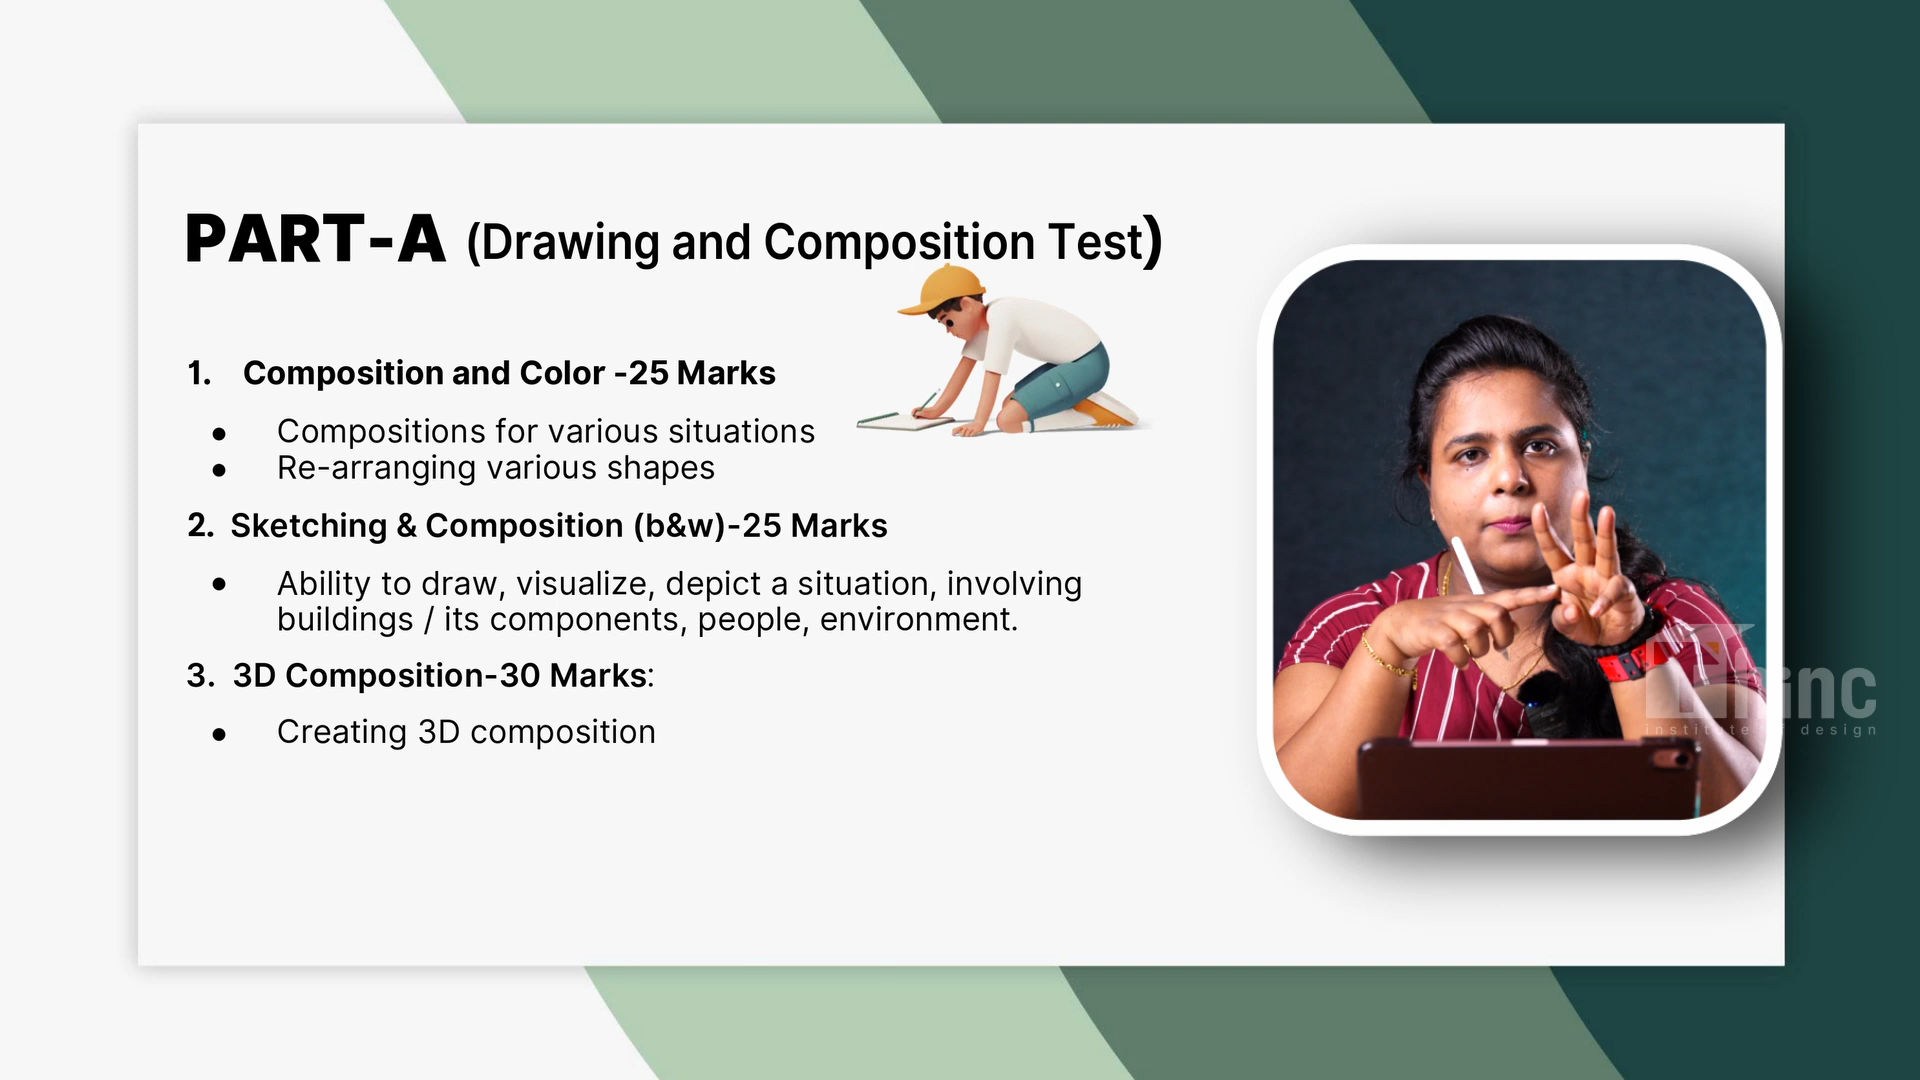 PART-A (Drawing and Composition Test)
1. Composition and Color -25 Marks
● Compositions for various situations
● Re-arranging various shapes
2. Sketching & Composition (b&w)-25 Marks
● Ability to draw, visualize, depict a situation, involving
buildings / its components, people, environment.
3. 3D Composition-30 Marks:
● Creating 3D composition
institute design